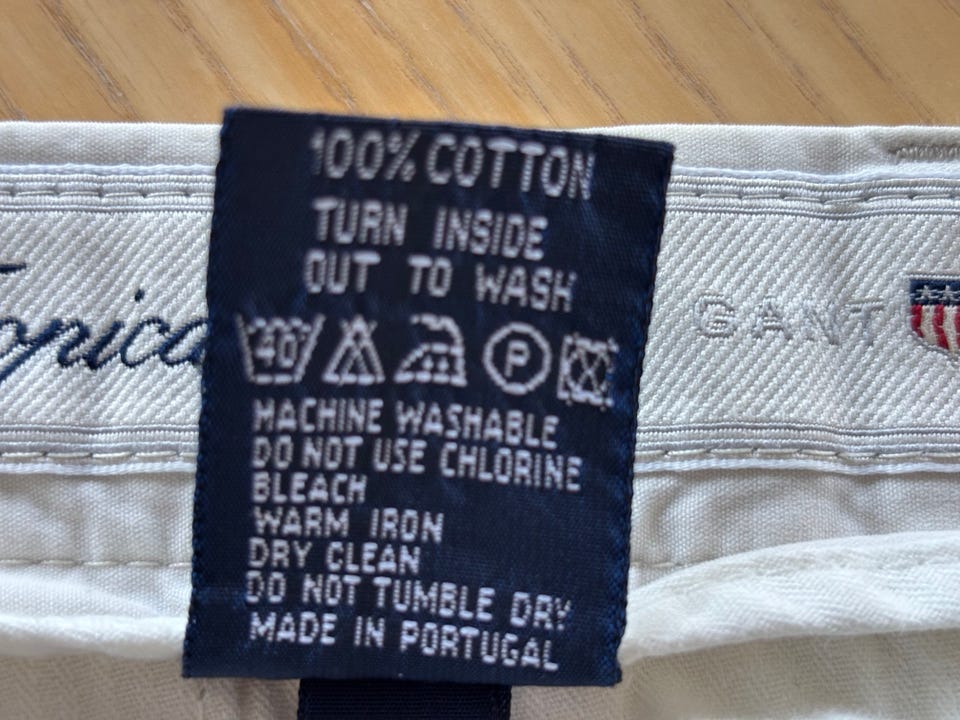 100% COTTON
TURN INSIDE
OUT TO WASH
40 P
MACHINE WASHABLE
DO NOT USE CHLORINE
BLEACH
WARM IRON
DRY CLEAN
DO NOT TUMBLE DRY
MADE IN PORTUGAL
GANT